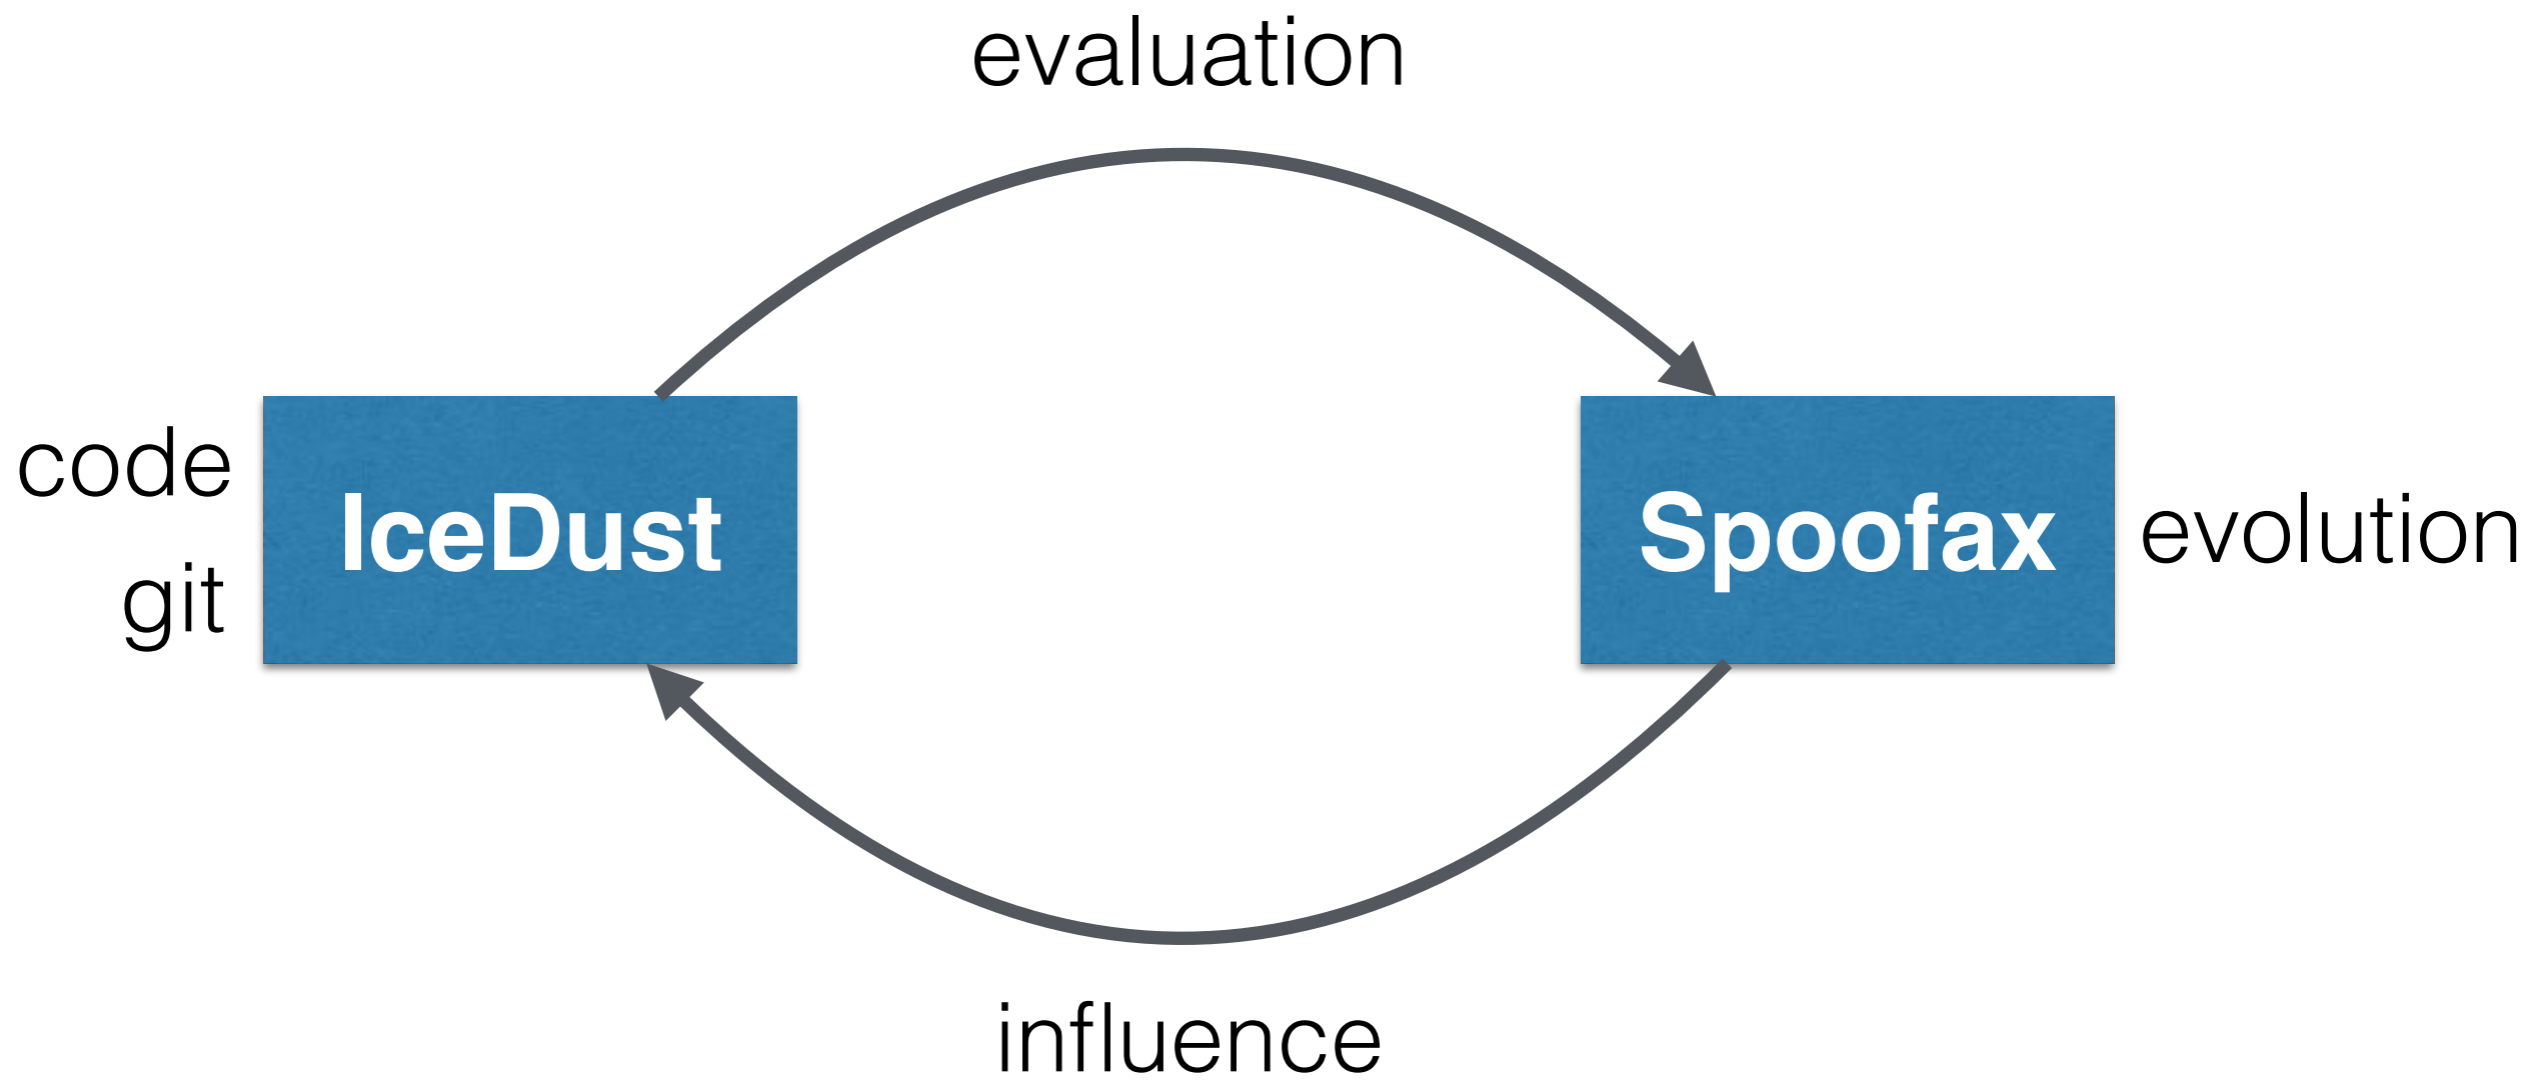 evaluation
code
git
IceDust
Spoofax
evolution
influence